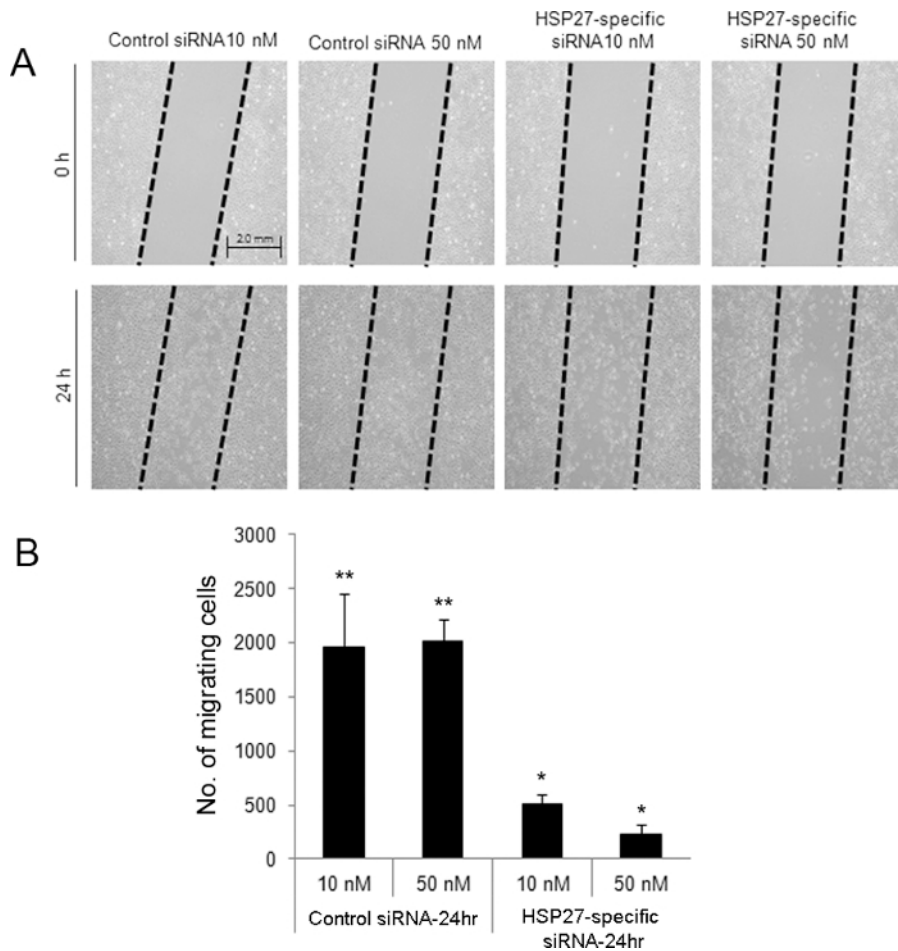 HSP27-specific
HSP27-specific
Control siRNA10 nM
Control siRNA 50 nM
siRNA10 nM
siRNA 50 nM
A
0 h
20 mm
24 h
B
3000
2500
2000
1500
1000
500
0
No. of migrating cells
**
**
*
*
10 nM
50 nM
10 nM
50 nM
Control siRNA-24hr
HSP27-specific
siRNA-24hr